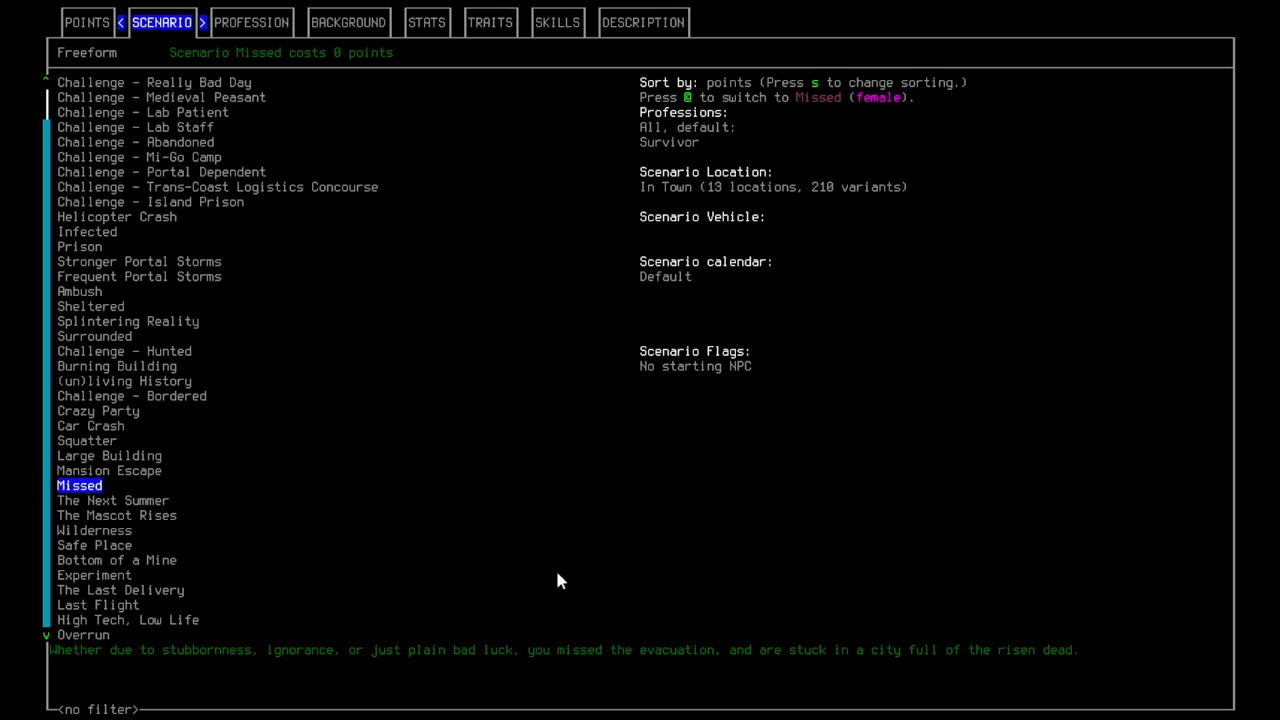 POINTS < SCENARIO > PROFESSION BACKGROUND STATS TRAITS SKILLS DESCRIPTION
Freeform Scenario Missed costs 0 points
^
Challenge - Really Bad Day
Challenge - Medieval Peasant
Challenge - Lab Patient
Challenge - Lab Staff
Challenge - Abandoned
Challenge - Mi-Go Camp
Challenge - Portal Dependent
Challenge - Trans-Coast Logistics Concourse
Challenge - Island Prison
Helicopter Crash
Infected
Prison
Stronger Portal Storms
Frequent Portal Storms
Ambush
Sheltered
Splintering Reality
Surrounded
Challenge - Hunted
Burning Building
(un)living History
Challenge - Bordered
Crazy Party
Car Crash
Squatter
Large Building
Mansion Escape
Missed
The Next Summer
The Mascot Rises
Wilderness
Safe Place
Bottom of a Mine
Experiment
The Last Delivery
Last Flight
High Tech, Low Life
v Overrun
Sort by: points (Press s to change sorting.)
Press @ to switch to Missed (female).
Professions:
All, default:
Survivor
Scenario Location:
In Town (13 locations, 210 variants)
Scenario Vehicle:
Scenario calendar:
Default
Scenario Flags:
No starting NPC
Whether due to stubbornness, ignorance, or just plain bad luck, you missed the evacuation, and are stuck in a city full of the risen dead.
<no filter>